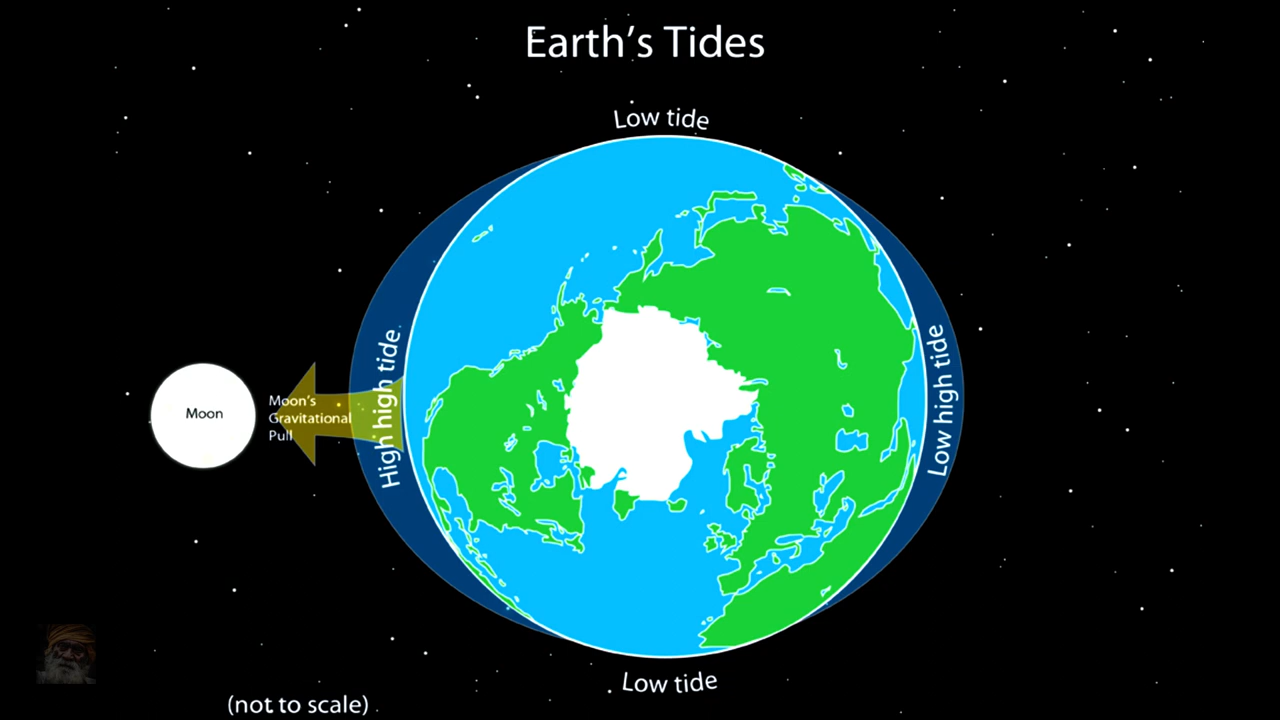 Earth's Tides
Low tide
High high tide
Low high tide
Moon
Moon's
Gravitational
Pull
Low tide
(not to scale)